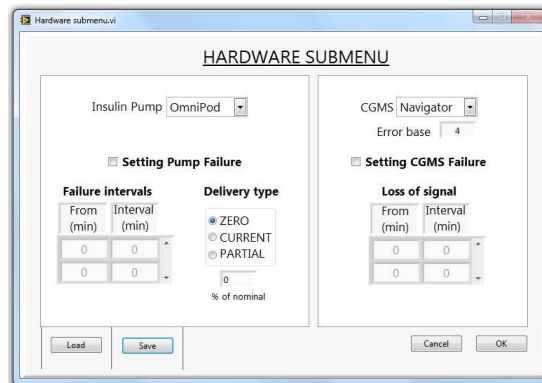 Hardware submenu.vi
HARDWARE SUBMENU
Insulin Pump OmniPod
Setting Pump Failure
Failure intervals
From (min) Interval (min)
0 0
0 0
Delivery type
ZERO
CURRENT
PARTIAL
0
% of nominal
CGMS Navigator
Error base 4
Setting CGMS Failure
Loss of signal
From (min) Interval (min)
0 0
0 0
Load Save
Cancel OK